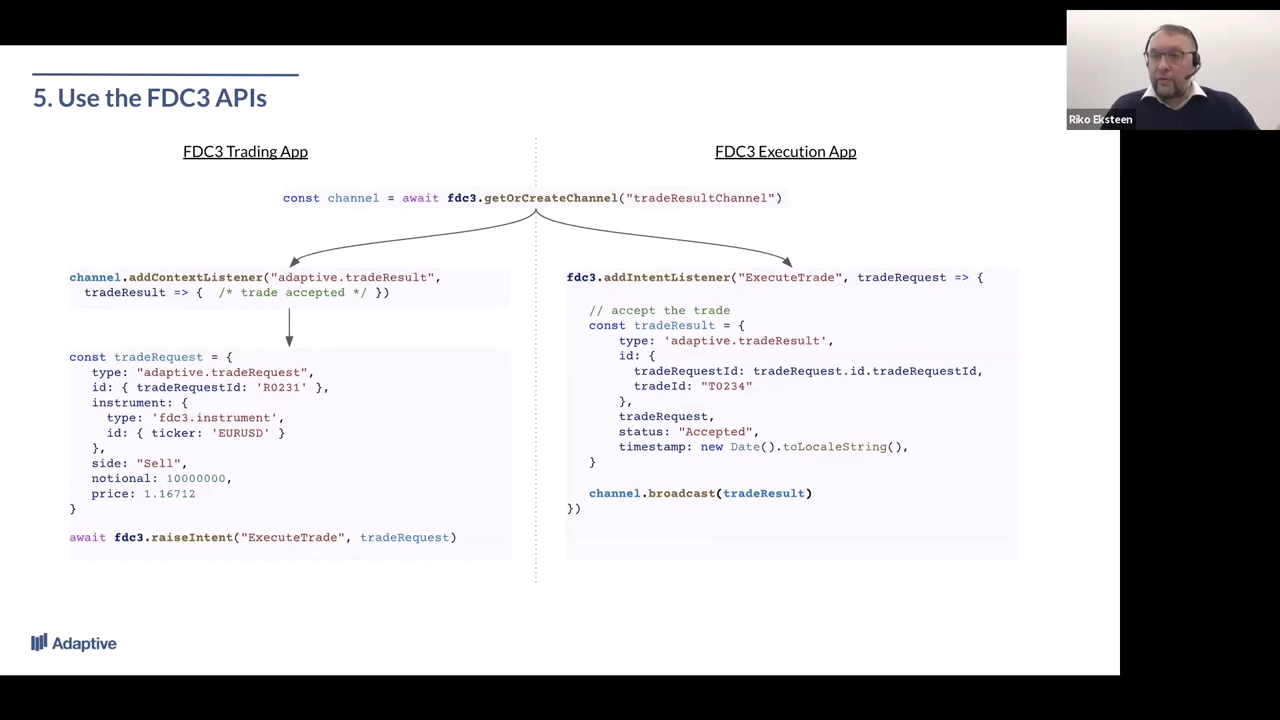 Riko Eksteen
5. Use the FDC3 APIs
FDC3 Trading App
FDC3 Execution App
const channel = await fdc3.getOrCreateChannel("tradeResultChannel")
channel.addContextListener("adaptive.tradeResult",
tradeResult => { /* trade accepted */ })
const tradeRequest = {
type: "adaptive.tradeRequest",
id: { tradeRequestId: 'R0231' },
instrument: {
type: 'fdc3.instrument',
id: { ticker: 'EURUSD' }
},
side: "Sell",
notional: 10000000,
price: 1.16712
}
await fdc3.raiseIntent("ExecuteTrade", tradeRequest)
fdc3.addIntentListener("ExecuteTrade", tradeRequest => {
// accept the trade
const tradeResult = {
type: 'adaptive.tradeResult',
id: {
tradeRequestId: tradeRequest.id.tradeRequestId,
tradeId: "T0234"
},
tradeRequest,
status: "Accepted",
timestamp: new Date().toLocaleString(),
}
channel.broadcast(tradeResult)
})
Adaptive